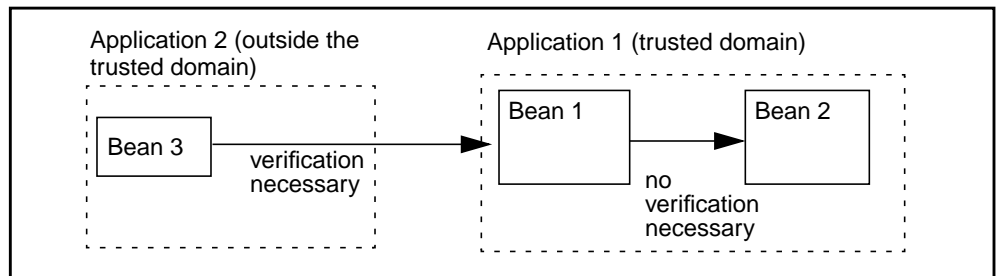 Application 2 (outside the
trusted domain)
Application 1 (trusted domain)
Bean 3
verification
necessary
Bean 1
Bean 2
no
verification
necessary